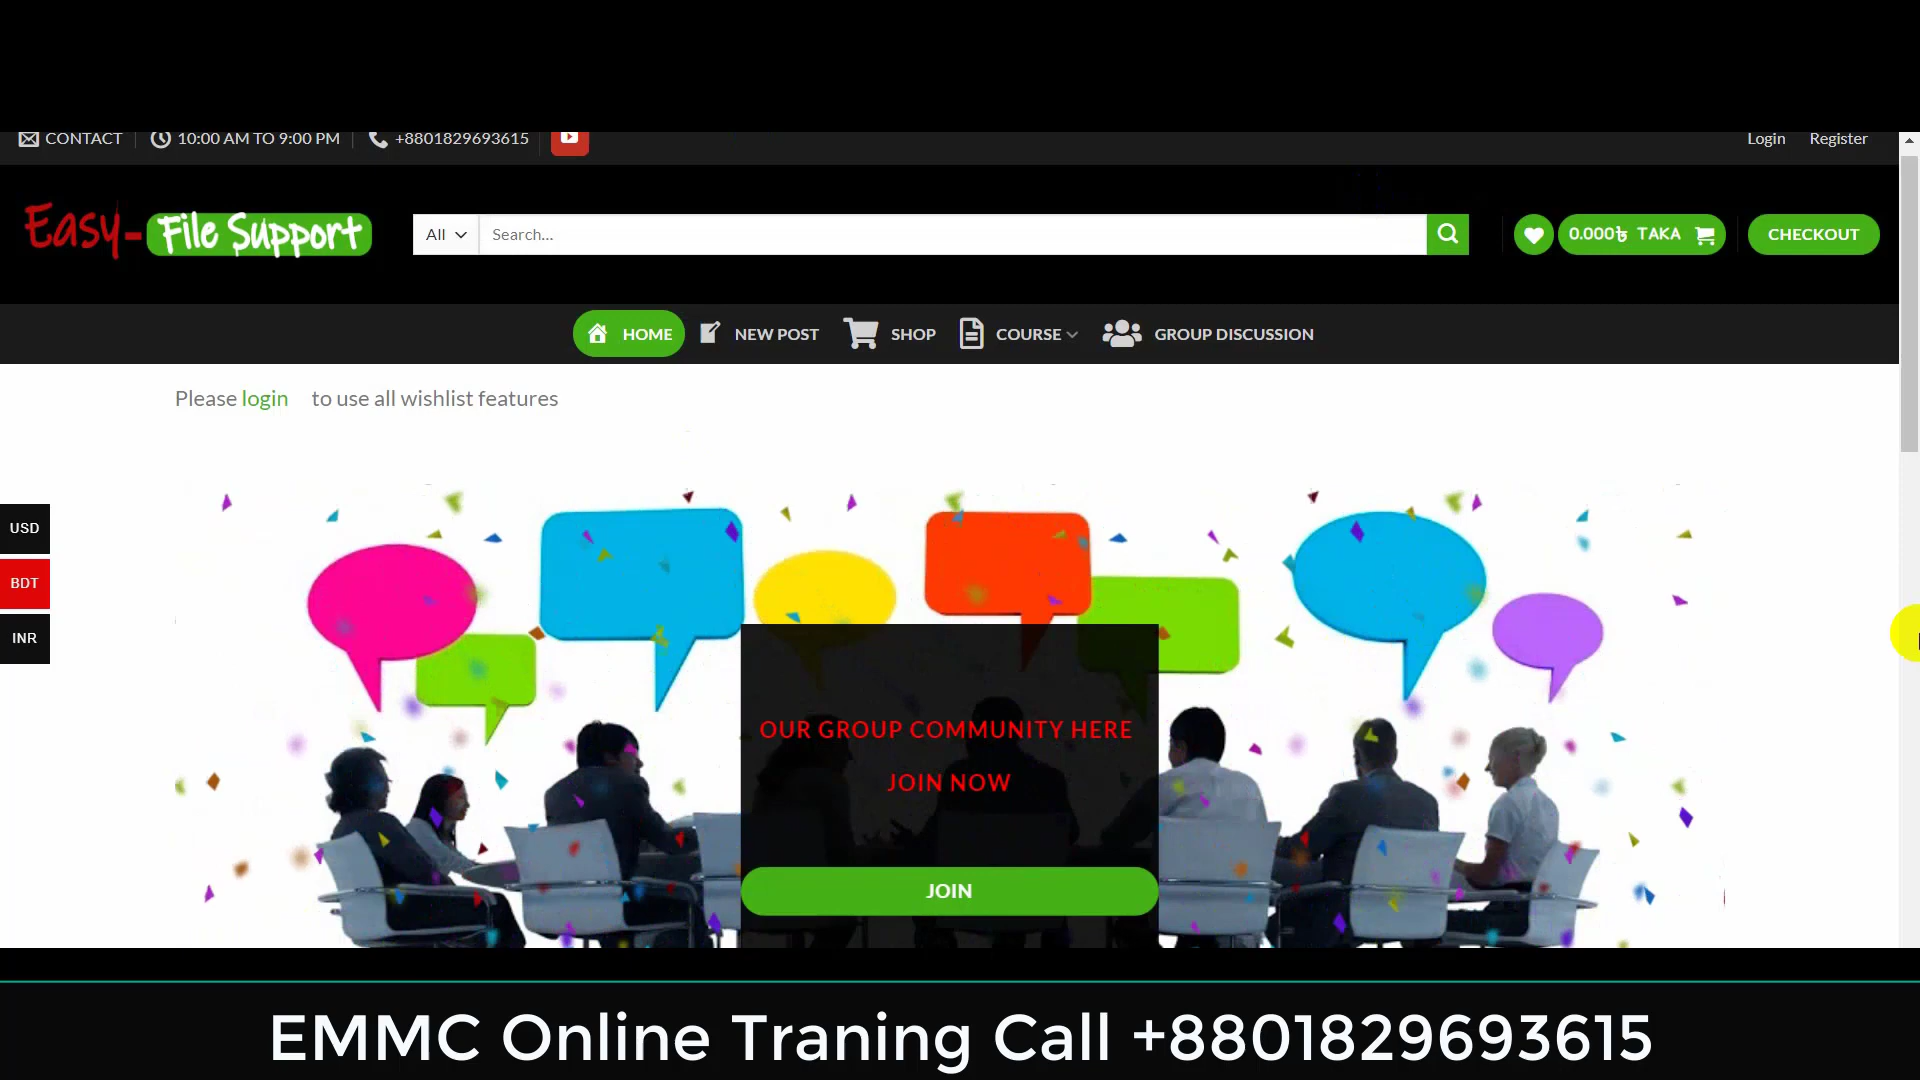 CONTACT 10:00 AM TO 9:00 PM +8801829693615 Login Register
Easy-File Support All Search... 0.000৳ TAKA CHECKOUT
HOME NEW POST SHOP COURSE GROUP DISCUSSION
Please login to use all wishlist features
USD
BDT
INR
OUR GROUP COMMUNITY HERE
JOIN NOW
JOIN
EMMC Online Traning Call +8801829693615